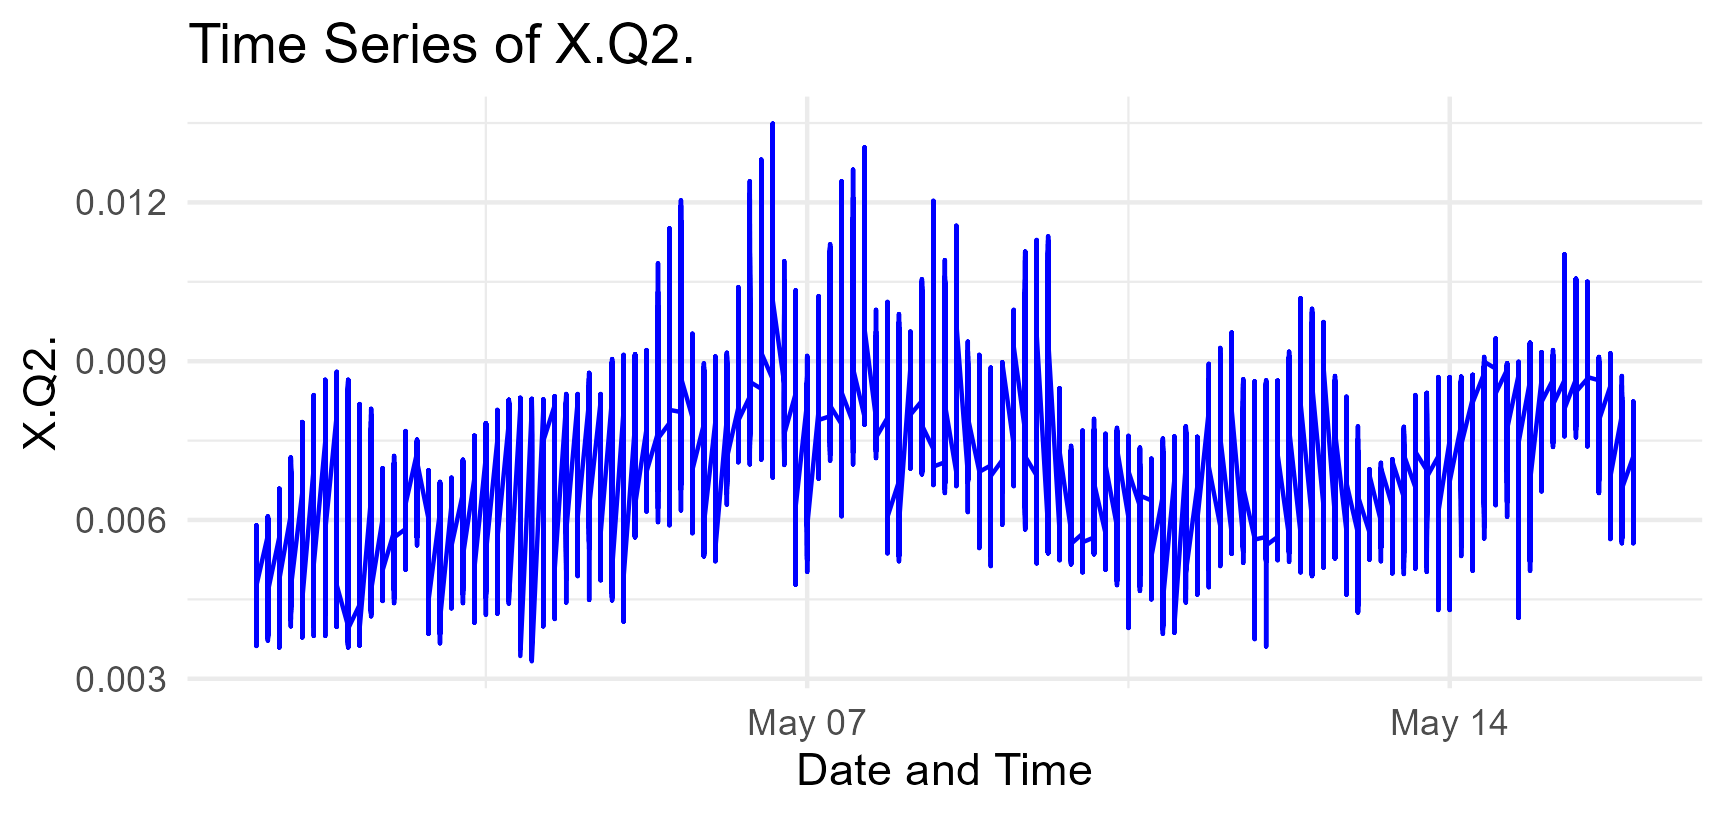 Time Series of X.Q2.
X.Q2.
0.012
0.009
0.006
0.003
May 07
May 14
Date and Time